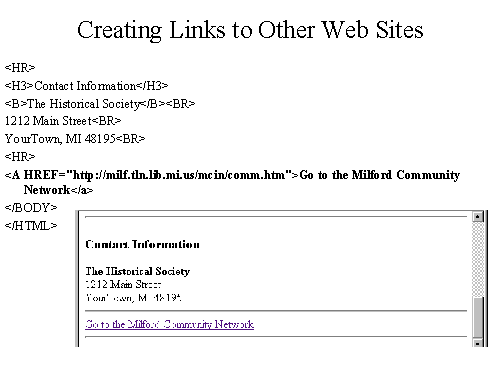 Creating Links to Other Web Sites
<HR>
<H3>Contact Information</H3>
<B>The Historical Society</B><BR>
1212 Main Street<BR>
YourTown, MI 48195<BR>
<HR>
<A HREF="http://milf.tln.lib.mi.us/mcin/comm.htm">Go to the Milford Community
Network</a>
</BODY>
</HTML>
Contact Information
The Historical Society
1212 Main Street
YourTown, MI 48195
Go to the Milford Community Network